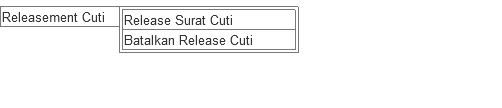 Releasement Cuti
Release Surat Cuti
Batalkan Release Cuti